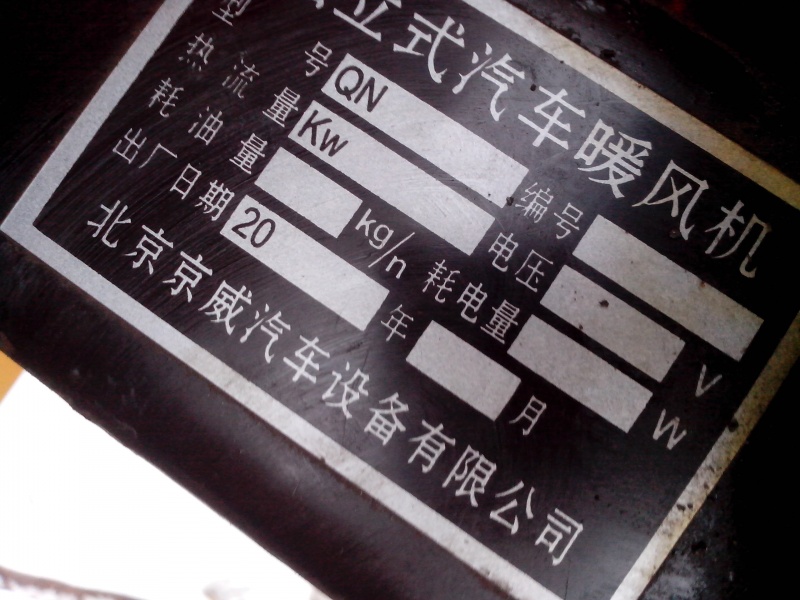 立式汽车暖风机
型号 QN 编号
热流量 Kw 电压 V
耗油量 kg/n 耗电量 W
出厂日期 20 年 月
北京京威汽车设备有限公司